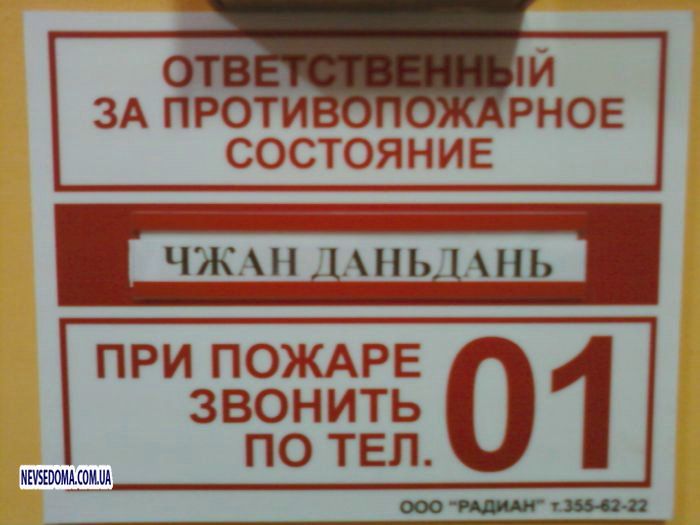 ОТВЕТСТВЕННЫЙ
ЗА ПРОТИВОПОЖАРНОЕ
СОСТОЯНИЕ
ЧЖАН ДАНЬДАНЬ
ПРИ ПОЖАРЕ
ЗВОНИТЬ
ПО ТЕЛ.
01
ООО "РАДИАН" т.355-62-22
NEVSEDOMA.COM.UA